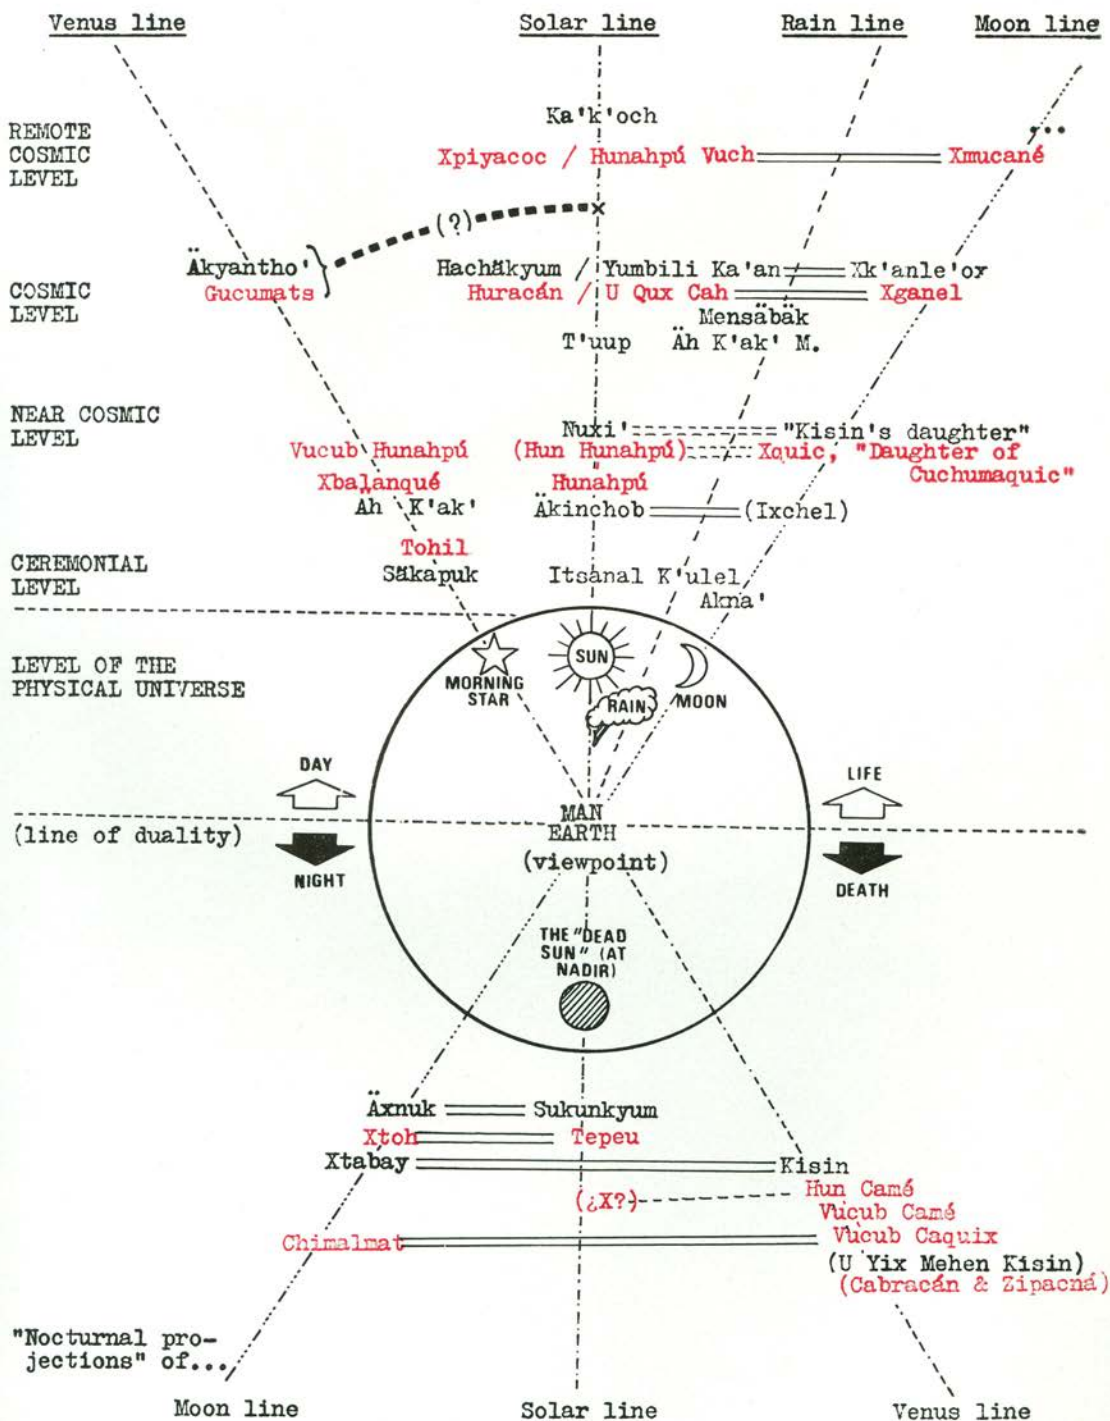 Venus line Solar line Rain line Moon line
Ka'k'och
REMOTE
COSMIC
LEVEL
...
Xpiyacoc / Hunahpú Vuch Xmucané
(?)
x
Äkyantho'
Gucumats
Hachäkyum / Yumbili Ka'an Xk'anle'ox
COSMIC
LEVEL
Huracán / U Qux Cah Xganel
Mensäbäk
T'uup Äh K'ak' M.
NEAR COSMIC
LEVEL
Nuxi' "Kisin's daughter"
Vucub Hunahpú (Hun Hunahpú) Xquic, "Daughter of
Cuchumaquic"
Xbalanqué Hunahpú
Äh K'ak' Äkinchob (Ixchel)
Tohil
CEREMONIAL
LEVEL
Säkapuk Itsanal K'ulel
Akna'
LEVEL OF THE
PHYSICAL UNIVERSE
SUN
MORNING
STAR
RAIN
MOON
DAY
LIFE
MAN
EARTH
(line of duality)
(viewpoint)
NIGHT
DEATH
THE "DEAD
SUN" (AT
NADIR)
Äxnuk Sukunkyum
Xtoh Tepeu
Xtabay Kisin
(¿X?) Hun Camé
Vucub Camé
Chimalmat Vucub Caquix
(U Yix Mehen Kisin)
(Cabracán & Zipacná)
"Nocturnal pro-
jections" of...
Moon line Solar line Venus line